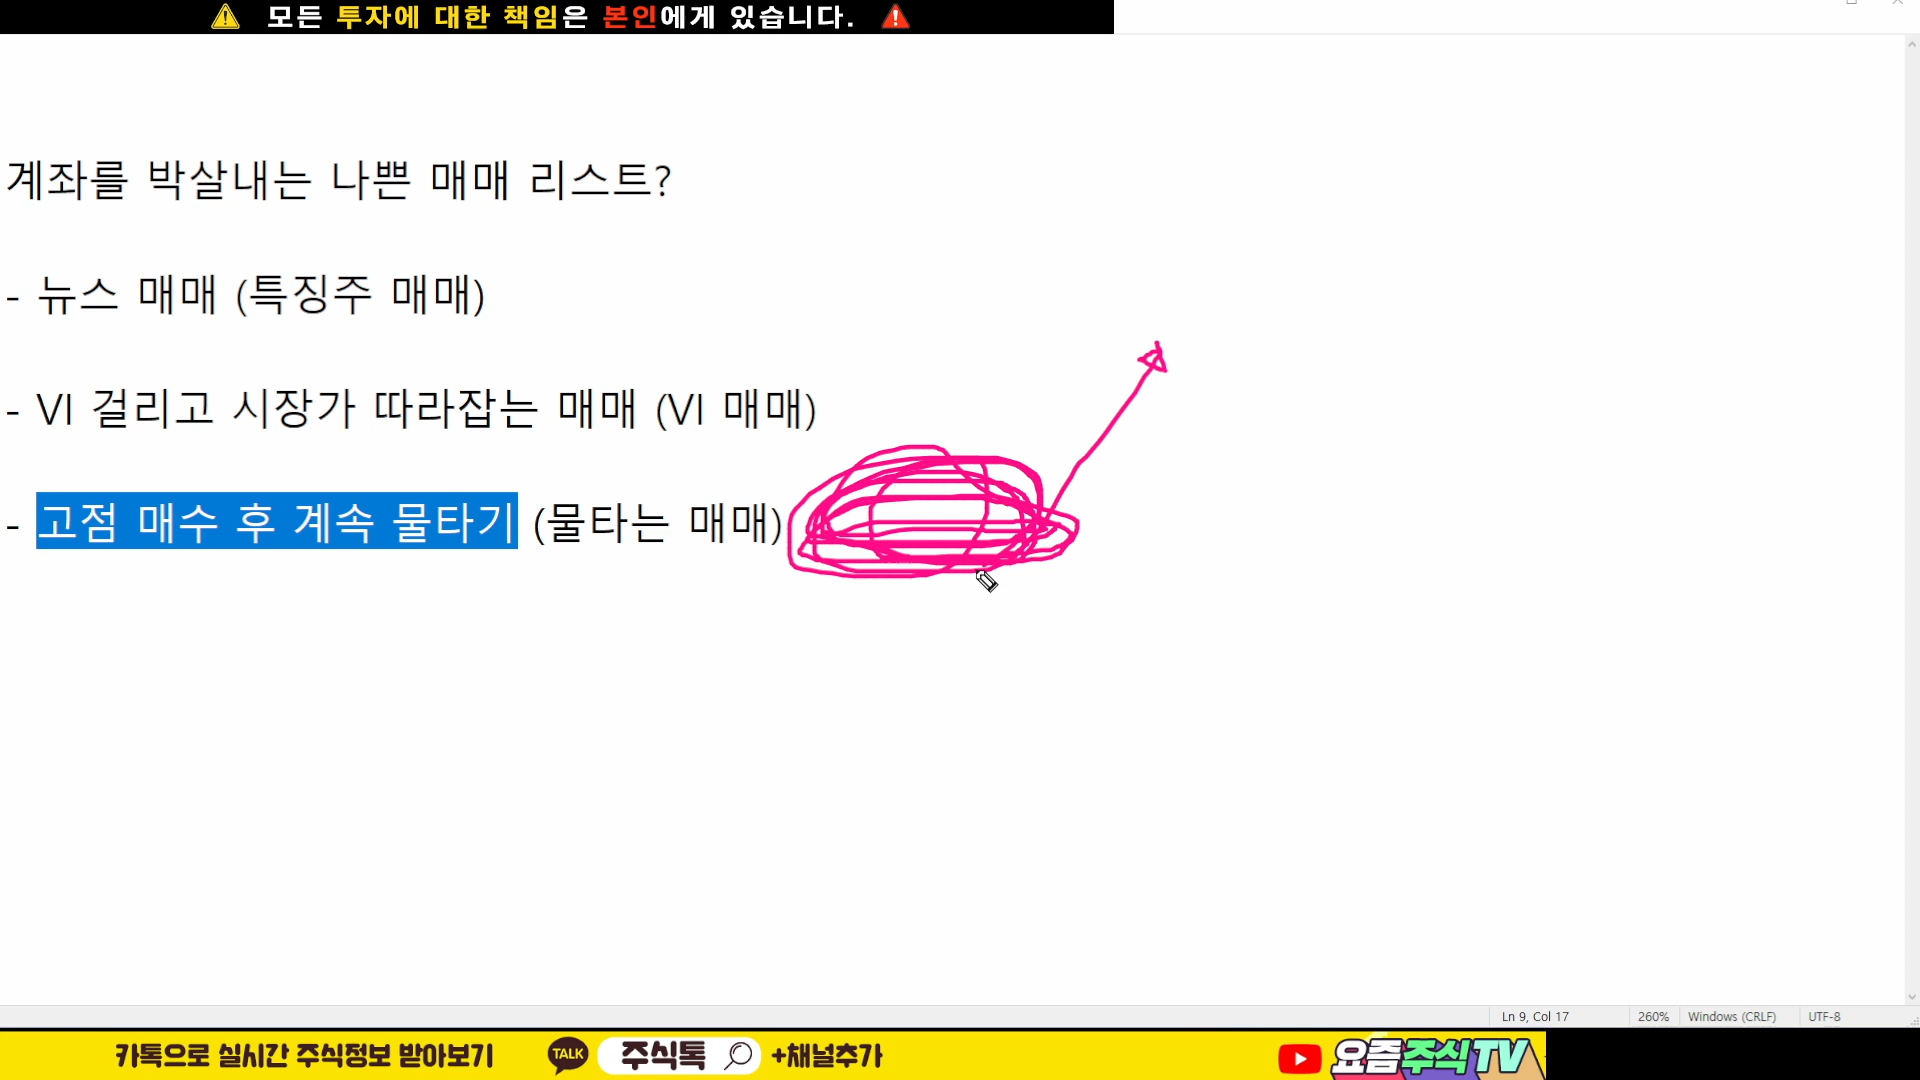 모든 투자에 대한 책임은 본인에게 있습니다.
계좌를 박살내는 나쁜 매매 리스트?
- 뉴스 매매 (특징주 매매)
- VI 걸리고 시장가 따라잡는 매매 (VI 매매)
- 고점 매수 후 계속 물타기 (물타는 매매)
Ln 9, Col 17 260% Windows (CRLF) UTF-8
카톡으로 실시간 주식정보 받아보기 TALK 주식톡 +채널추가 요즘주식TV